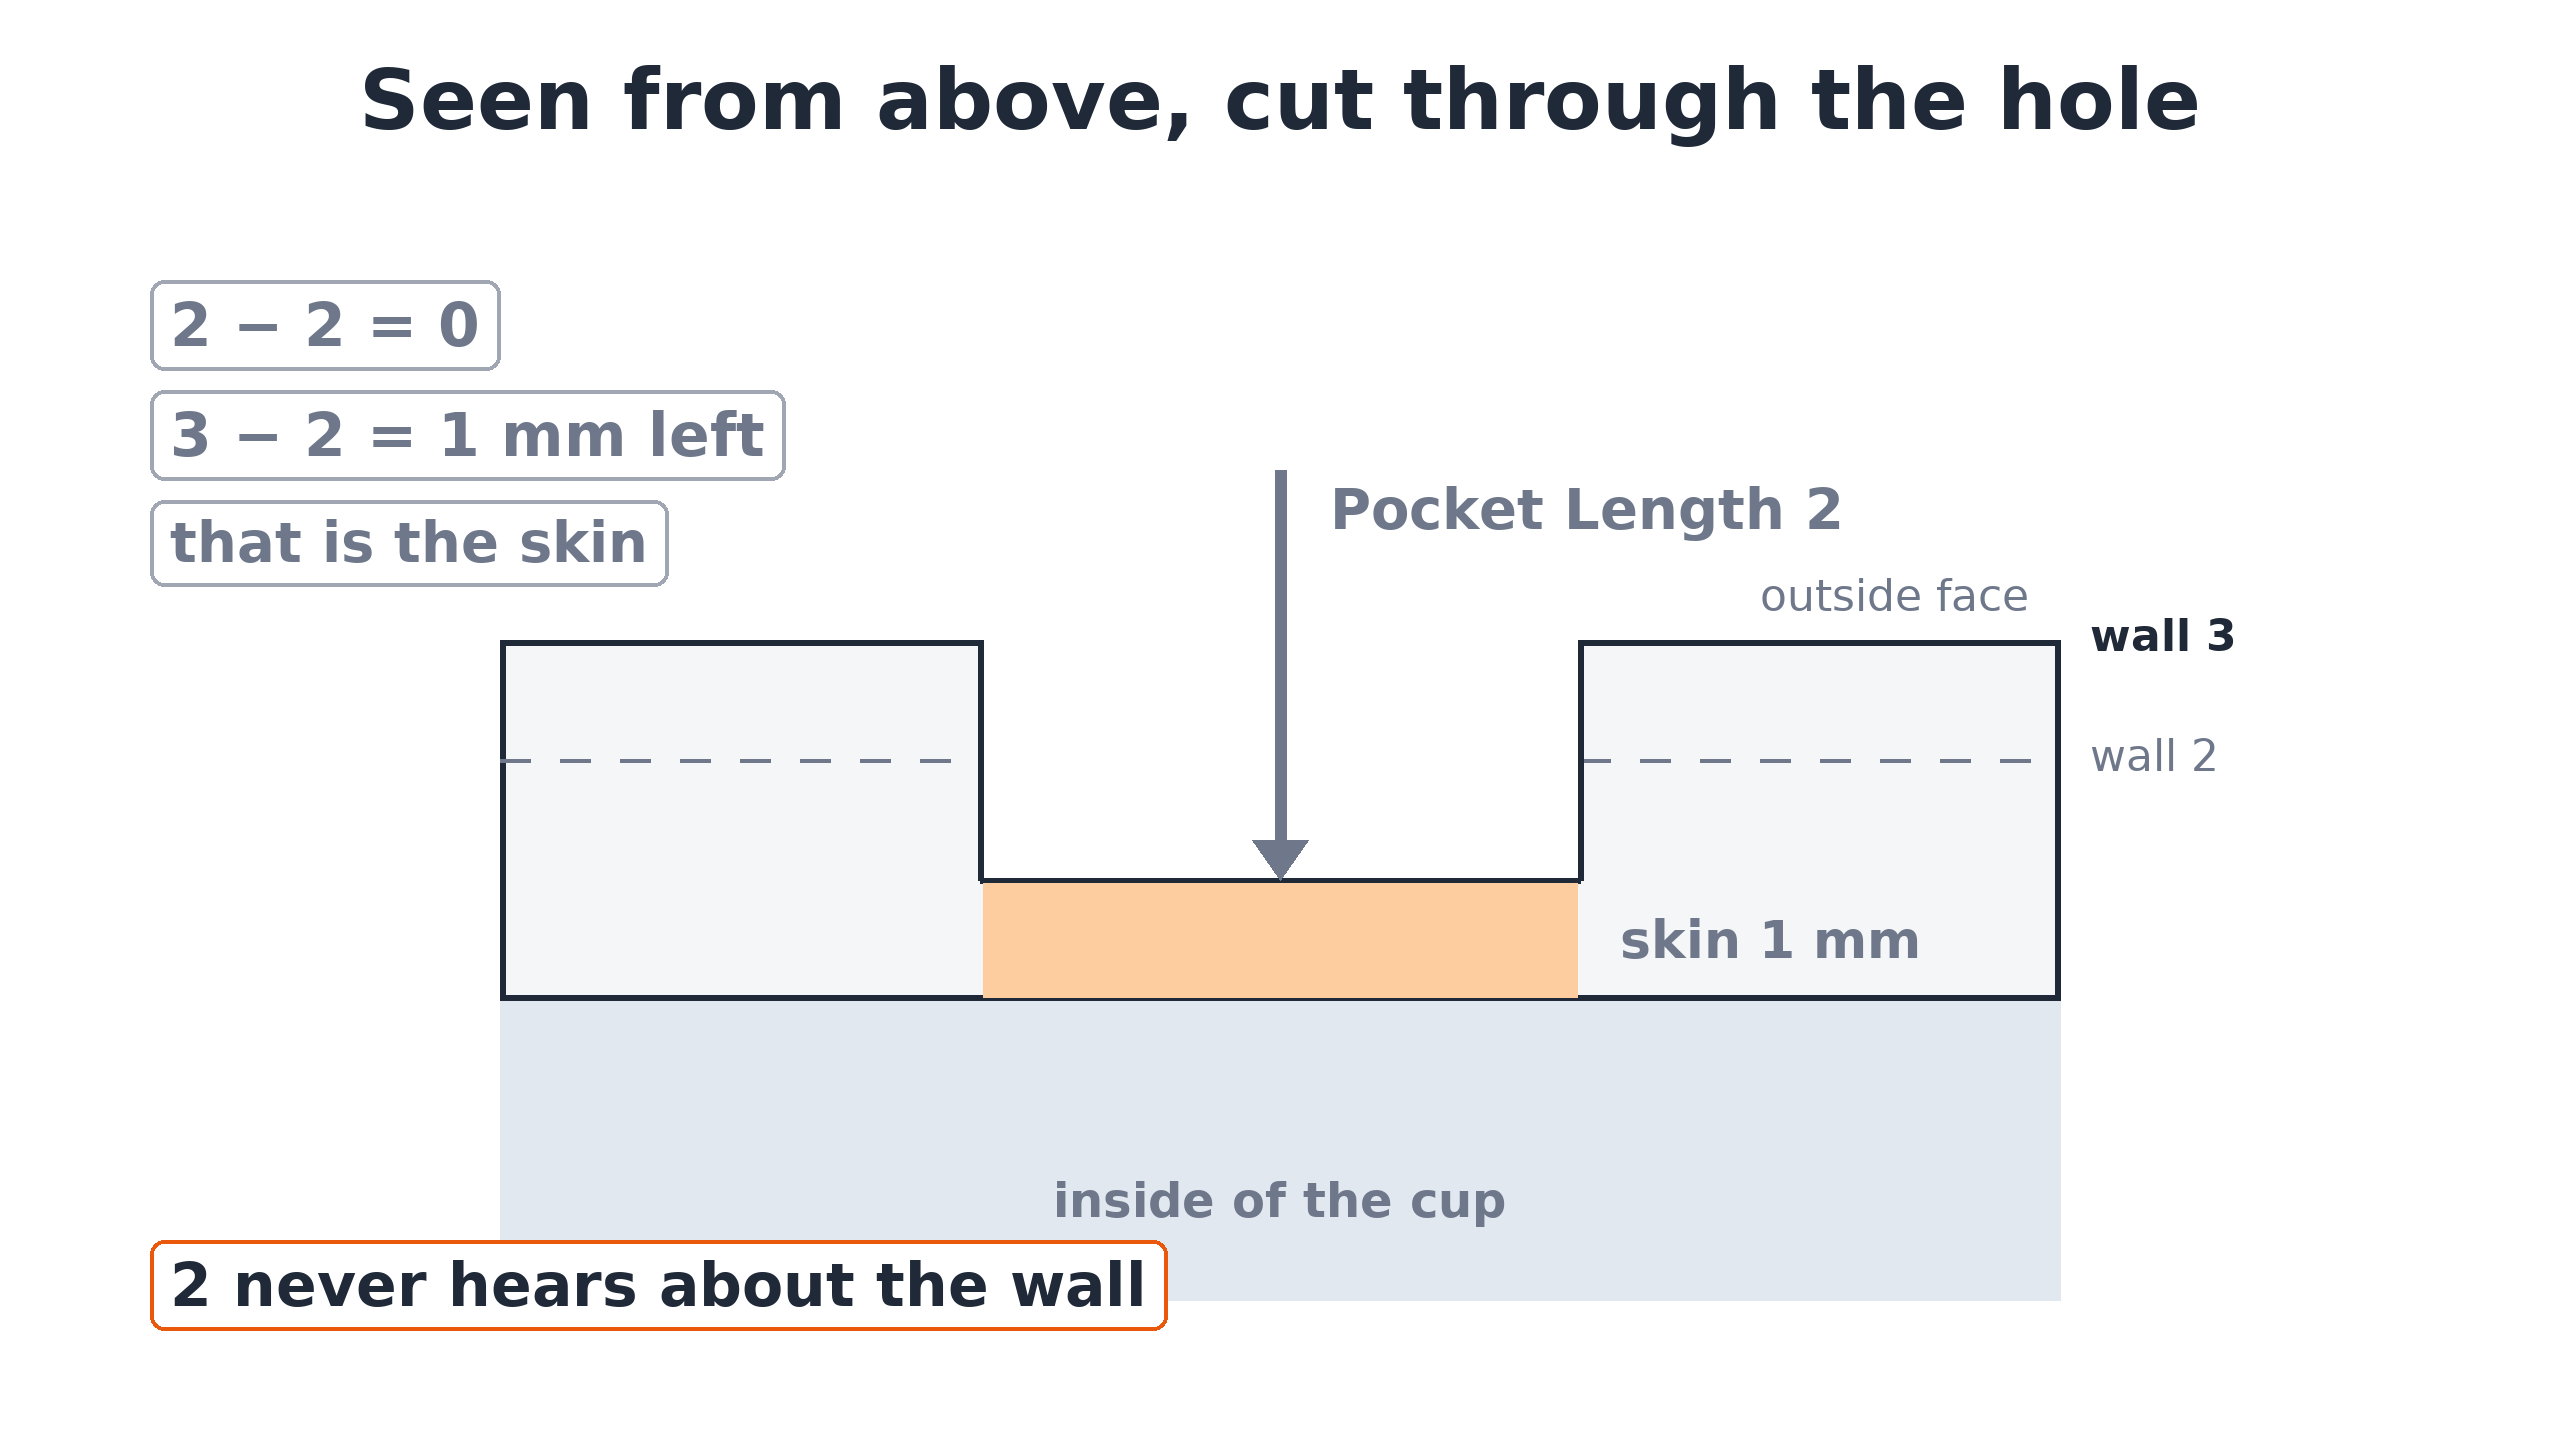 Seen from above, cut through the hole
2 − 2 = 0
3 − 2 = 1 mm left
that is the skin
Pocket Length 2
outside face
wall 3
wall 2
skin 1 mm
inside of the cup
2 never hears about the wall